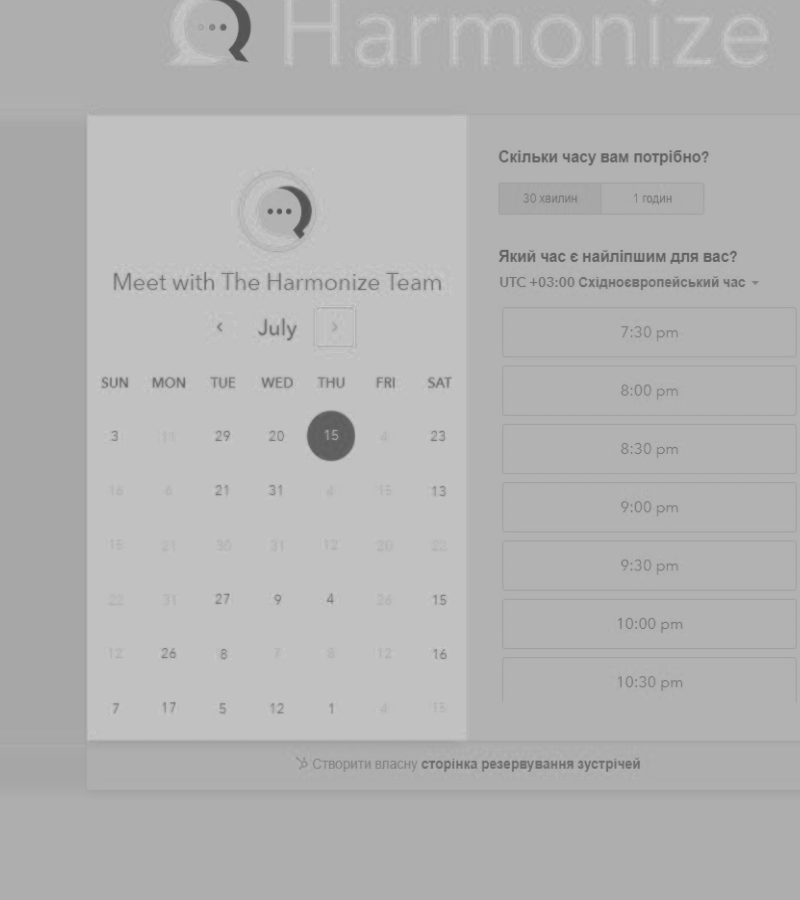 Harmonize
Meet with The Harmonize Team
July
SUN MON TUE WED THU FRI SAT
3 11 29 20 15 4 23
16 6 21 31 4 15 13
15 21 30 31 12 20 22
22 31 27 9 4 26 15
12 26 8 7 8 12 16
7 17 5 12 1 4 15
Скільки часу вам потрібно?
30 хвилин 1 годин
Який час є найліпшим для вас?
UTC +03:00 Східноєвропейський час
7:30 pm
8:00 pm
8:30 pm
9:00 pm
9:30 pm
10:00 pm
10:30 pm
Створити власну сторінка резервування зустрічей